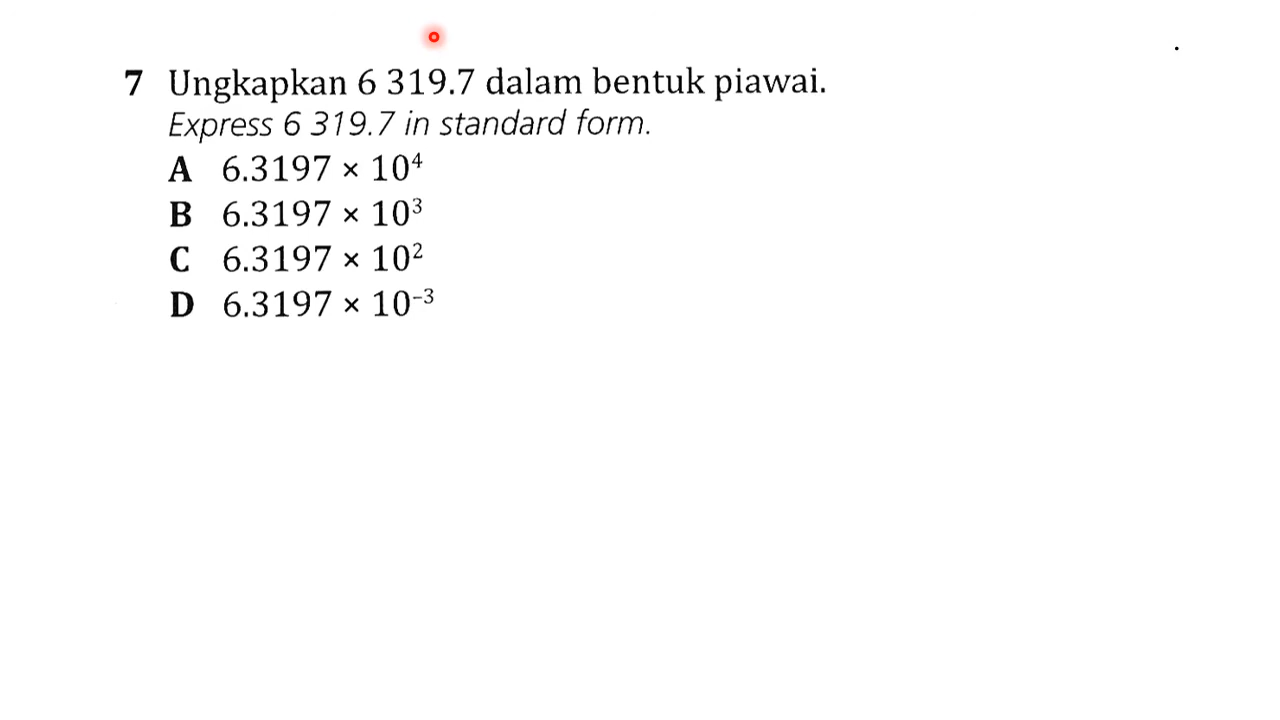 7 Ungkapkan 6 319.7 dalam bentuk piawai.
Express 6 319.7 in standard form.
A 6.3197 × 10⁴
B 6.3197 × 10³
C 6.3197 × 10²
D 6.3197 × 10⁻³